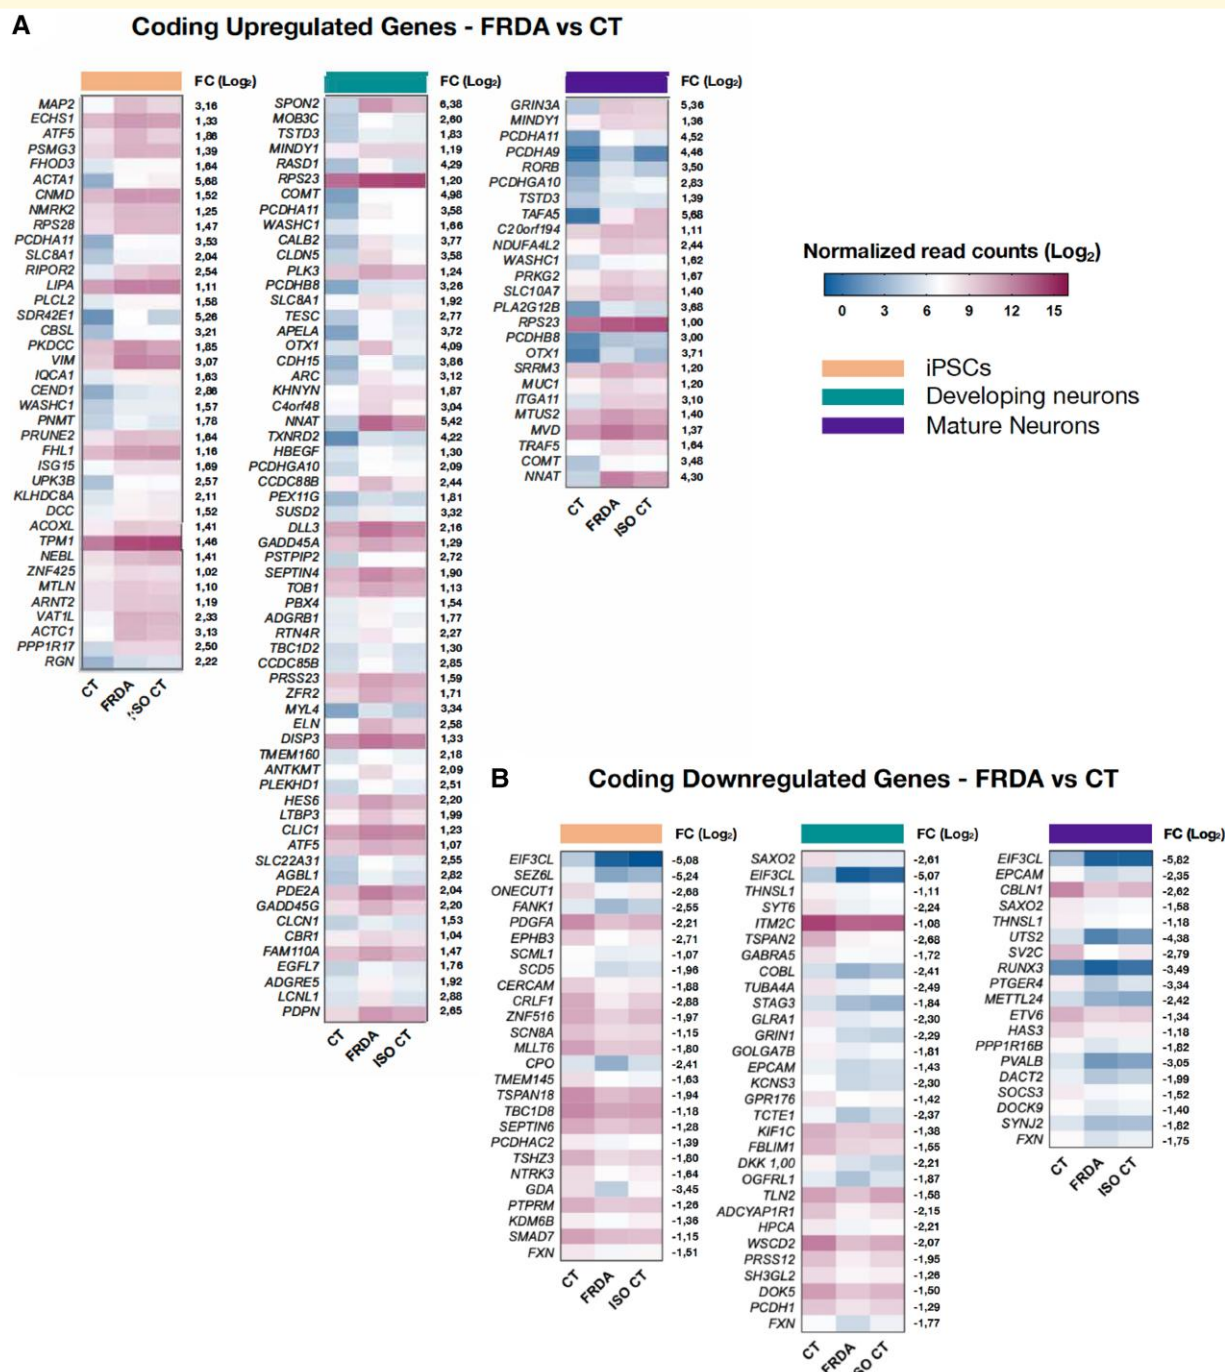 A
Coding Upregulated Genes - FRDA vs CT
FC (Log₂)
MAP2 3,16
ECHS1 1,33
ATF5 1,86
PSMG3 1,39
FHOD3 1,64
ACTA1 5,68
CNMD 1,52
NMRK2 1,25
RPS28 1,47
PCDHA11 3,53
SLC8A1 2,04
RIPOR2 2,54
LIPA 1,11
PLCL2 1,58
SDR42E1 5,26
CBSL 3,21
PKDCC 1,85
VIM 3,07
IQCA1 1,63
CEND1 2,86
WASHC1 1,57
PNMT 1,78
PRUNE2 1,64
FHL1 1,16
ISG15 1,69
UPK3B 2,57
KLHDC8A 2,11
DCC 1,52
ACOXL 1,41
TPM1 1,46
NEBL 1,41
ZNF425 1,02
MTLN 1,10
ARNT2 1,19
VAT1L 2,33
ACTC1 3,13
PPP1R17 2,50
RGN 2,22
CT FRDA ISO CT
FC (Log₂)
SPON2 6,38
MOB3C 2,60
TSTD3 1,83
MINDY1 1,19
RASD1 4,29
RPS23 1,20
COMT 4,98
PCDHA11 3,58
WASHC1 1,66
CALB2 3,77
CLDN5 3,58
PLK3 1,24
PCDHB8 3,26
SLC8A1 1,92
TESC 2,77
APELA 3,72
OTX1 4,09
CDH15 3,86
ARC 3,12
KHNYN 1,87
C4orf48 3,04
NNAT 5,42
TXNRD2 4,22
HBEGF 1,30
PCDHGA10 2,09
CCDC88B 2,44
PEX11G 1,81
SUSD2 3,32
DLL3 2,16
GADD45A 1,29
PSTPIP2 2,72
SEPTIN4 1,90
TOB1 1,13
PBX4 1,54
ADGRB1 1,77
RTN4R 2,27
TBC1D2 1,30
CCDC85B 2,85
PRSS23 1,59
ZFR2 1,71
MYL4 3,34
ELN 2,58
DISP3 1,33
TMEM160 2,18
ANTKMT 2,09
PLEKHD1 2,51
HES6 2,20
LTBP3 1,99
CLIC1 1,23
ATF5 1,07
SLC22A31 2,55
AGBL1 2,82
PDE2A 2,04
GADD45G 2,20
CLCN1 1,53
CBR1 1,04
FAM110A 1,47
EGFL7 1,76
ADGRE5 1,92
LCNL1 2,88
PDPN 2,65
CT FRDA ISO CT
FC (Log₂)
GRIN3A 5,36
MINDY1 1,36
PCDHA11 4,52
PCDHA9 4,46
RORB 3,50
PCDHGA10 2,83
TSTD3 1,39
TAFA5 5,68
C20orf194 1,11
NDUFA4L2 2,44
WASHC1 1,62
PRKG2 1,67
SLC10A7 1,40
PLA2G12B 3,68
RPS23 1,00
PCDHB8 3,00
OTX1 3,71
SRRM3 1,20
MUC1 1,20
ITGA11 3,10
MTUS2 1,40
MVD 1,37
TRAF5 1,64
COMT 3,48
NNAT 4,30
CT FRDA ISO CT
Normalized read counts (Log₂)
0 3 6 9 12 15
iPSCs
Developing neurons
Mature Neurons
B
Coding Downregulated Genes - FRDA vs CT
FC (Log₂)
EIF3CL -5,08
SEZ6L -5,24
ONECUT1 -2,68
FANK1 -2,55
PDGFA -2,21
EPHB3 -2,71
SCML1 -1,07
SCD5 -1,96
CERCAM -1,88
CRLF1 -2,88
ZNF516 -1,97
SCN8A -1,15
MLLT6 -1,80
CPO -2,41
TMEM145 -1,63
TSPAN18 -1,94
TBC1D8 -1,18
SEPTIN6 -1,28
PCDHAC2 -1,39
TSHZ3 -1,80
NTRK3 -1,64
GDA -3,45
PTPRM -1,26
KDM6B -1,36
SMAD7 -1,15
FXN -1,51
CT FRDA ISO CT
FC (Log₂)
SAXO2 -2,61
EIF3CL -5,07
THNSL1 -1,11
SYT6 -2,24
ITM2C -1,08
TSPAN2 -2,68
GABRA5 -1,72
COBL -2,41
TUBA4A -2,49
STAG3 -1,84
GLRA1 -2,30
GRIN1 -2,29
GOLGA7B -1,81
EPCAM -1,43
KCNS3 -2,30
GPR176 -1,42
TCTE1 -2,37
KIF1C -1,38
FBLIM1 -1,55
DKK 1,00 -2,21
OGFRL1 -1,87
TLN2 -1,58
ADCYAP1R1 -2,15
HPCA -2,21
WSCD2 -2,07
PRSS12 -1,95
SH3GL2 -1,26
DOK5 -1,50
PCDH1 -1,29
FXN -1,77
CT FRDA ISO CT
FC (Log₂)
EIF3CL -5,82
EPCAM -2,35
CBLN1 -2,62
SAXO2 -1,58
THNSL1 -1,18
UTS2 -4,38
SV2C -2,79
RUNX3 -3,49
PTGER4 -3,34
METTL24 -2,42
ETV6 -1,34
HAS3 -1,18
PPP1R16B -1,82
PVALB -3,05
DACT2 -1,99
SOCS3 -1,52
DOCK9 -1,40
SYNJ2 -1,82
FXN -1,75
CT FRDA ISO CT